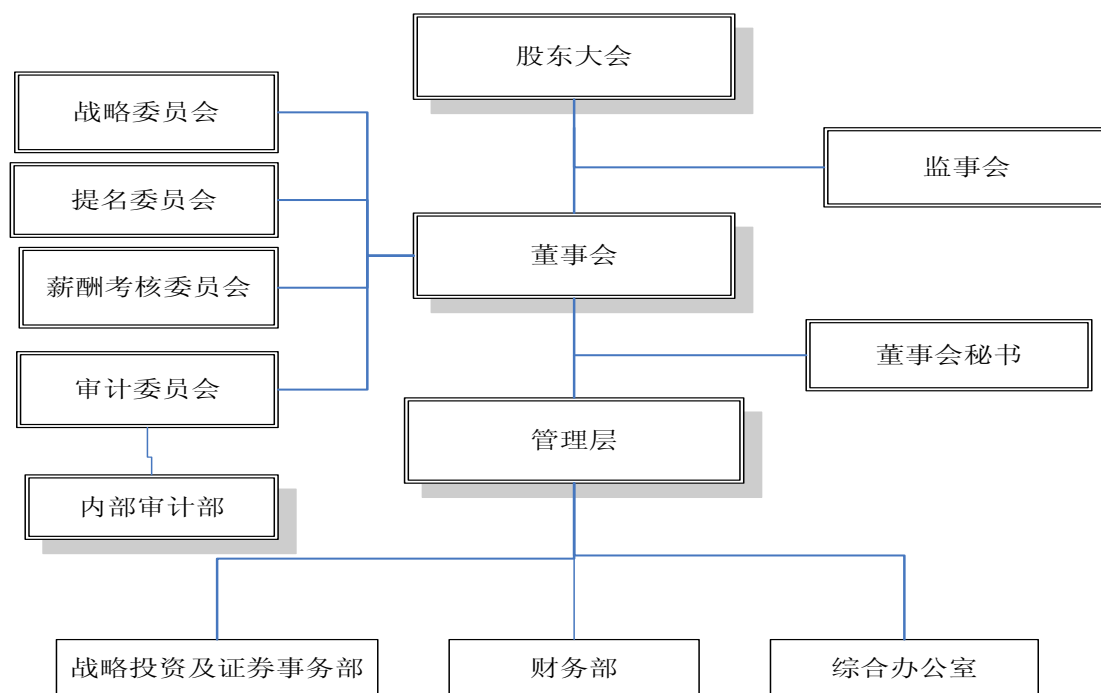 股东大会
战略委员会
监事会
提名委员会
董事会
薪酬考核委员会
董事会秘书
审计委员会
管理层
内部审计部
战略投资及证券事务部
财务部
综合办公室